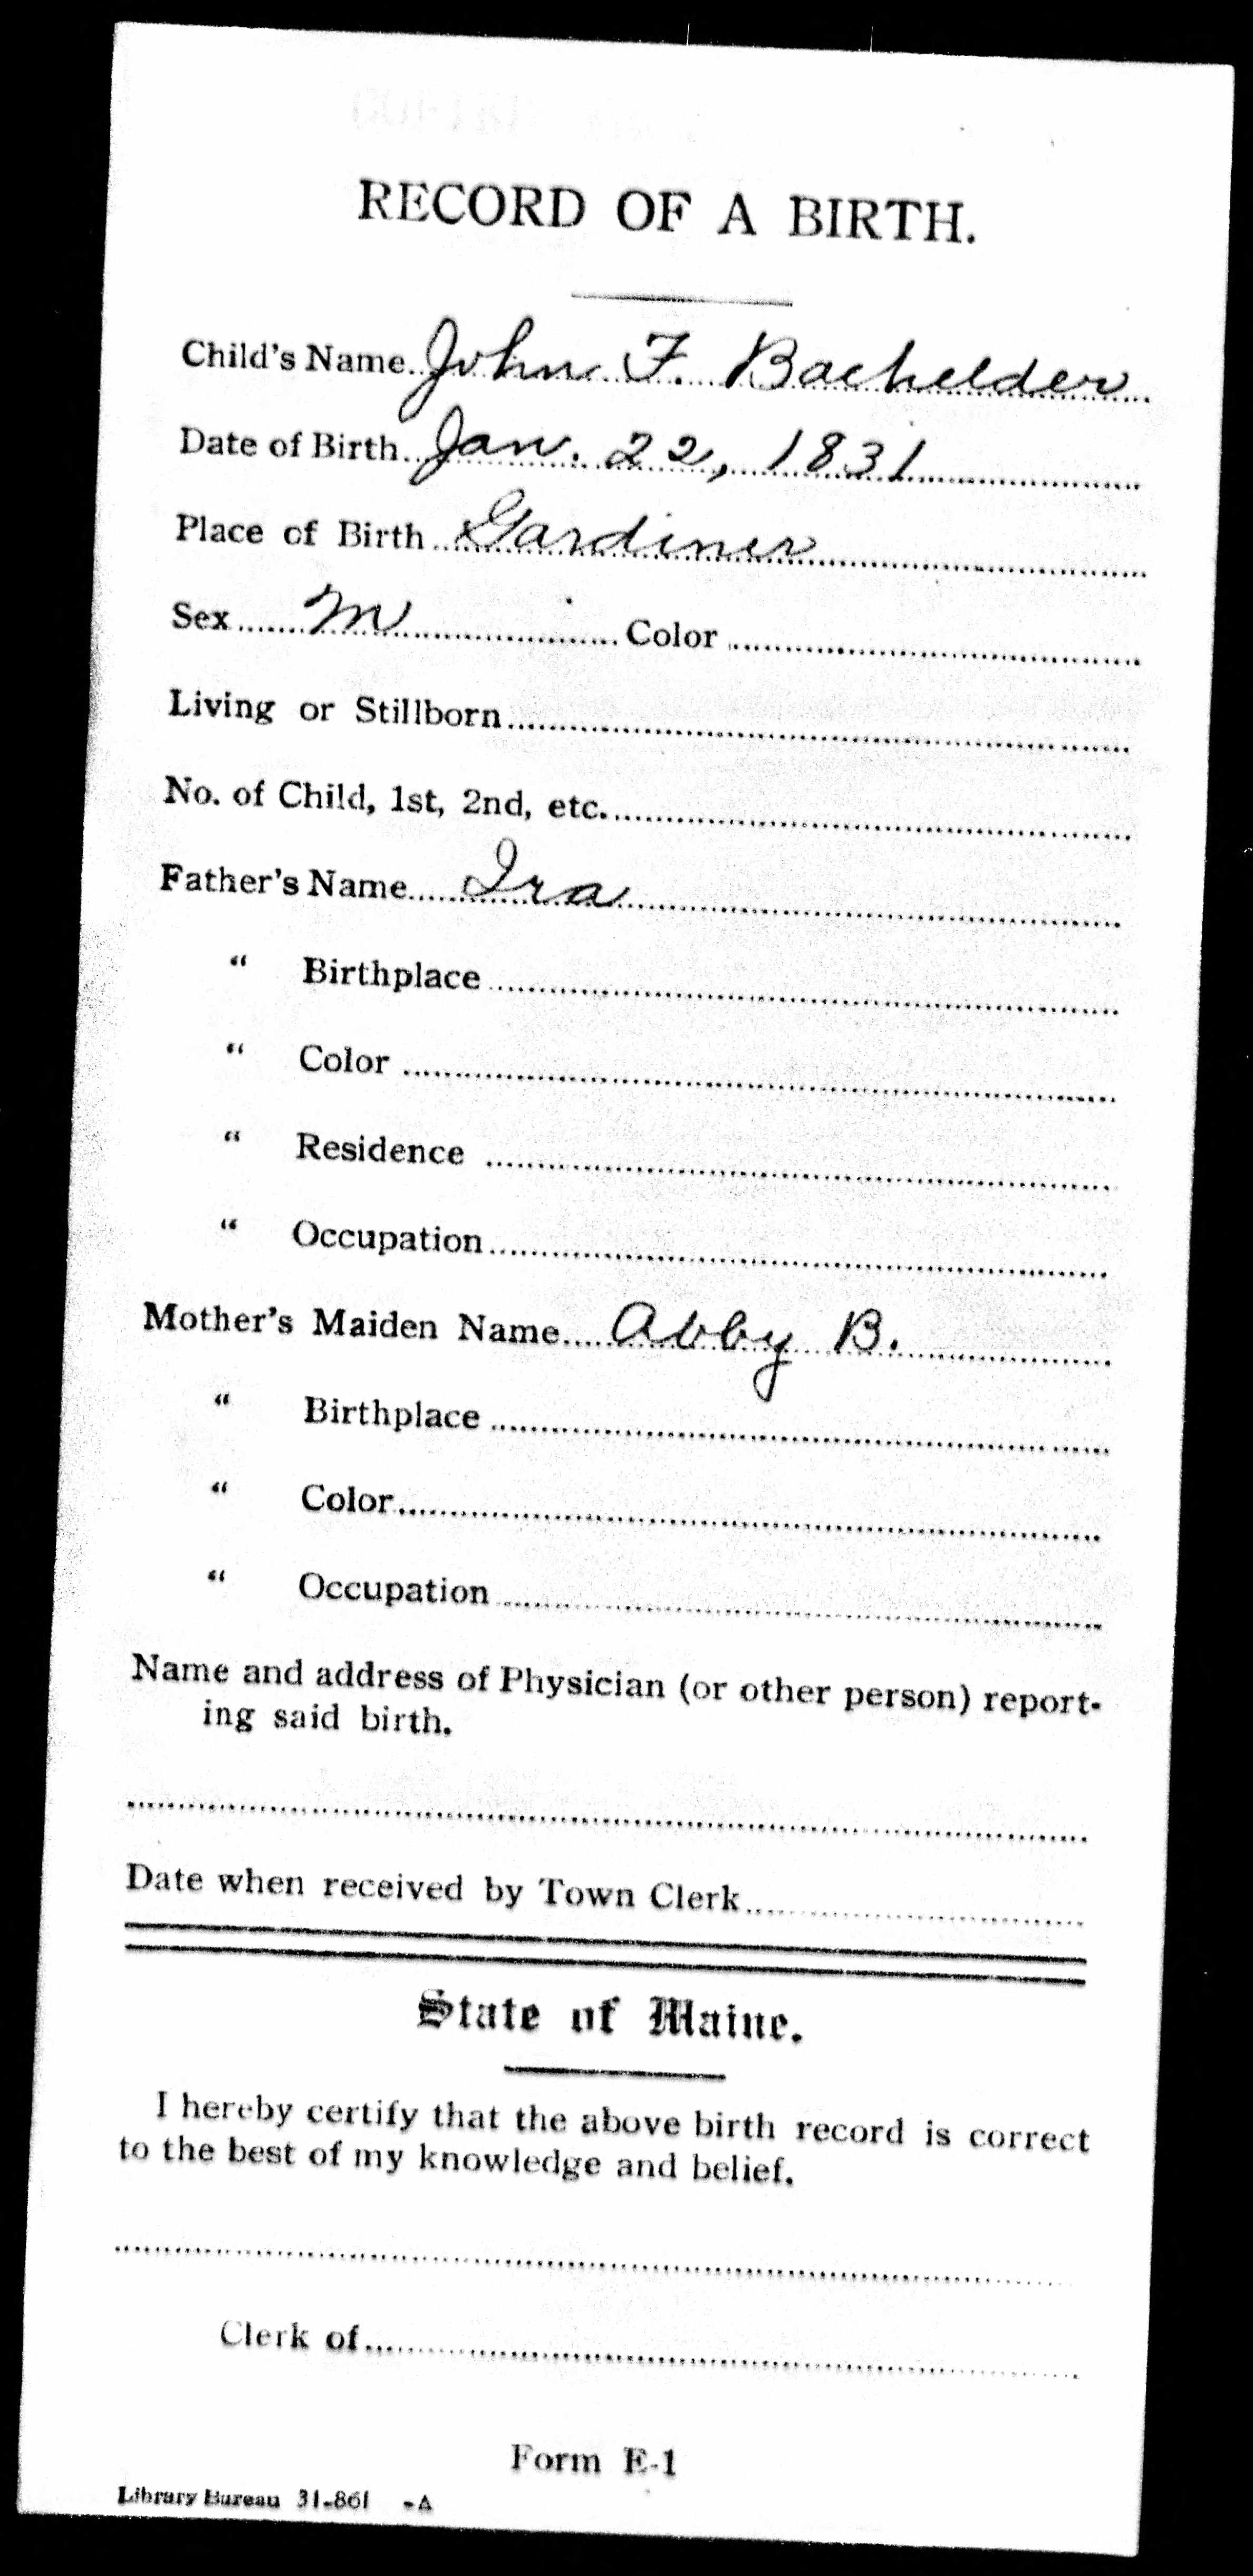 RECORD OF A BIRTH.
Child's Name John F. Bachelder
Date of Birth Jan. 22, 1831
Place of Birth Gardiner
Sex M Color
Living or Stillborn
No. of Child, 1st, 2nd, etc.
Father's Name Ira
" Birthplace
" Color
" Residence
" Occupation
Mother's Maiden Name Abby B.
" Birthplace
" Color
" Occupation
Name and address of Physician (or other person) report-
ing said birth.
Date when received by Town Clerk
State of Maine.
I hereby certify that the above birth record is correct
to the best of my knowledge and belief.
Clerk of
Form E-1
Library Bureau 31-861 -A